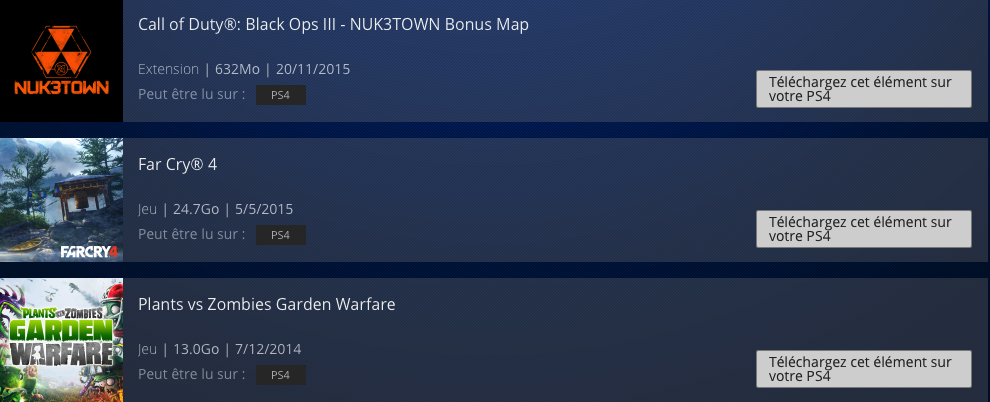 Call of Duty®: Black Ops III - NUK3TOWN Bonus Map
NUK3TOWN
Extension | 632Mo | 20/11/2015
Peut être lu sur : PS4
Téléchargez cet élément sur
votre PS4
Far Cry® 4
FARCRY4
Jeu | 24.7Go | 5/5/2015
Peut être lu sur : PS4
Téléchargez cet élément sur
votre PS4
Plants vs Zombies Garden Warfare
PLANTS VS. ZOMBIES
GARDEN
WARFARE
Jeu | 13.0Go | 7/12/2014
Peut être lu sur : PS4
Téléchargez cet élément sur
votre PS4